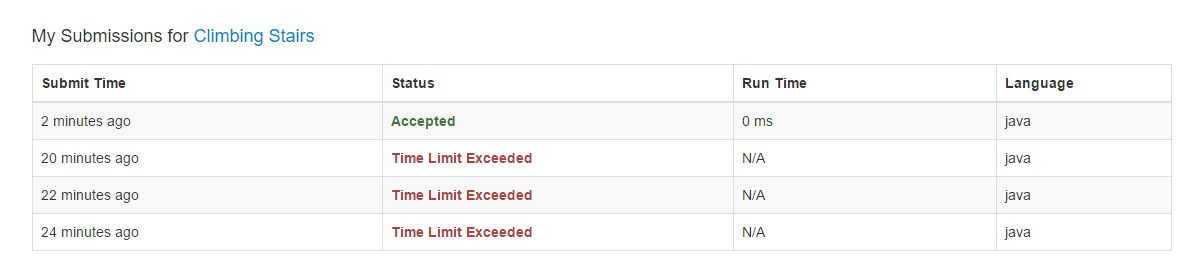 My Submissions for Climbing Stairs
Submit Time Status Run Time Language
2 minutes ago Accepted 0 ms java
20 minutes ago Time Limit Exceeded N/A java
22 minutes ago Time Limit Exceeded N/A java
24 minutes ago Time Limit Exceeded N/A java